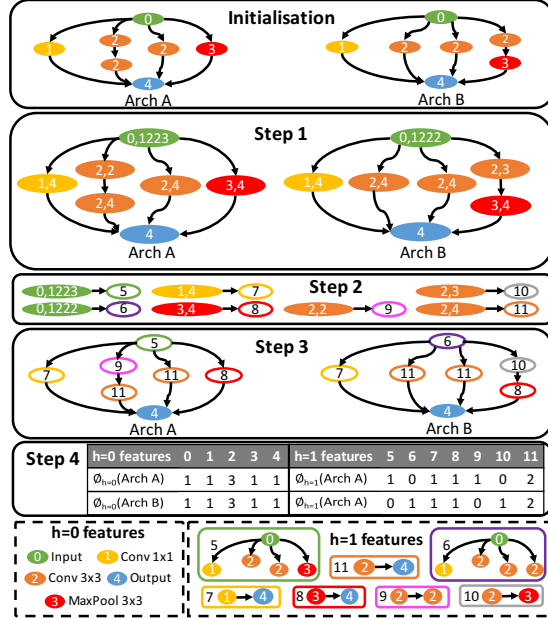 Initialisation
0
1
2
2
2
3
4
Arch A
0
1
2
2
2
3
4
Arch B
Step 1
0,1223
1,4
2,2
2,4
2,4
3,4
4
Arch A
0,1222
1,4
2,4
2,4
2,3
3,4
4
Arch B
Step 2
0,1223 5
1,4 7
2,3 10
0,1222 6
3,4 8
2,2 9
2,4 11
Step 3
5
7
9
11
11
8
4
Arch A
6
7
11
11
10
8
4
Arch B
Step 4
h=0 features 0 1 2 3 4 h=1 features 5 6 7 8 9 10 11
Øh=0(Arch A) 1 1 3 1 1 Øh=1(Arch A) 1 0 1 1 1 0 2
Øh=0(Arch B) 1 1 3 1 1 Øh=1(Arch A) 0 1 1 1 0 1 2
h=0 features
0 Input 1 Conv 1x1
2 Conv 3x3 4 Output
3 MaxPool 3x3
h=1 features
5 0 1 2 2 3
11 2 4
6 0 1 2 2 2
7 1 4
8 3 4
9 2 2
10 2 3